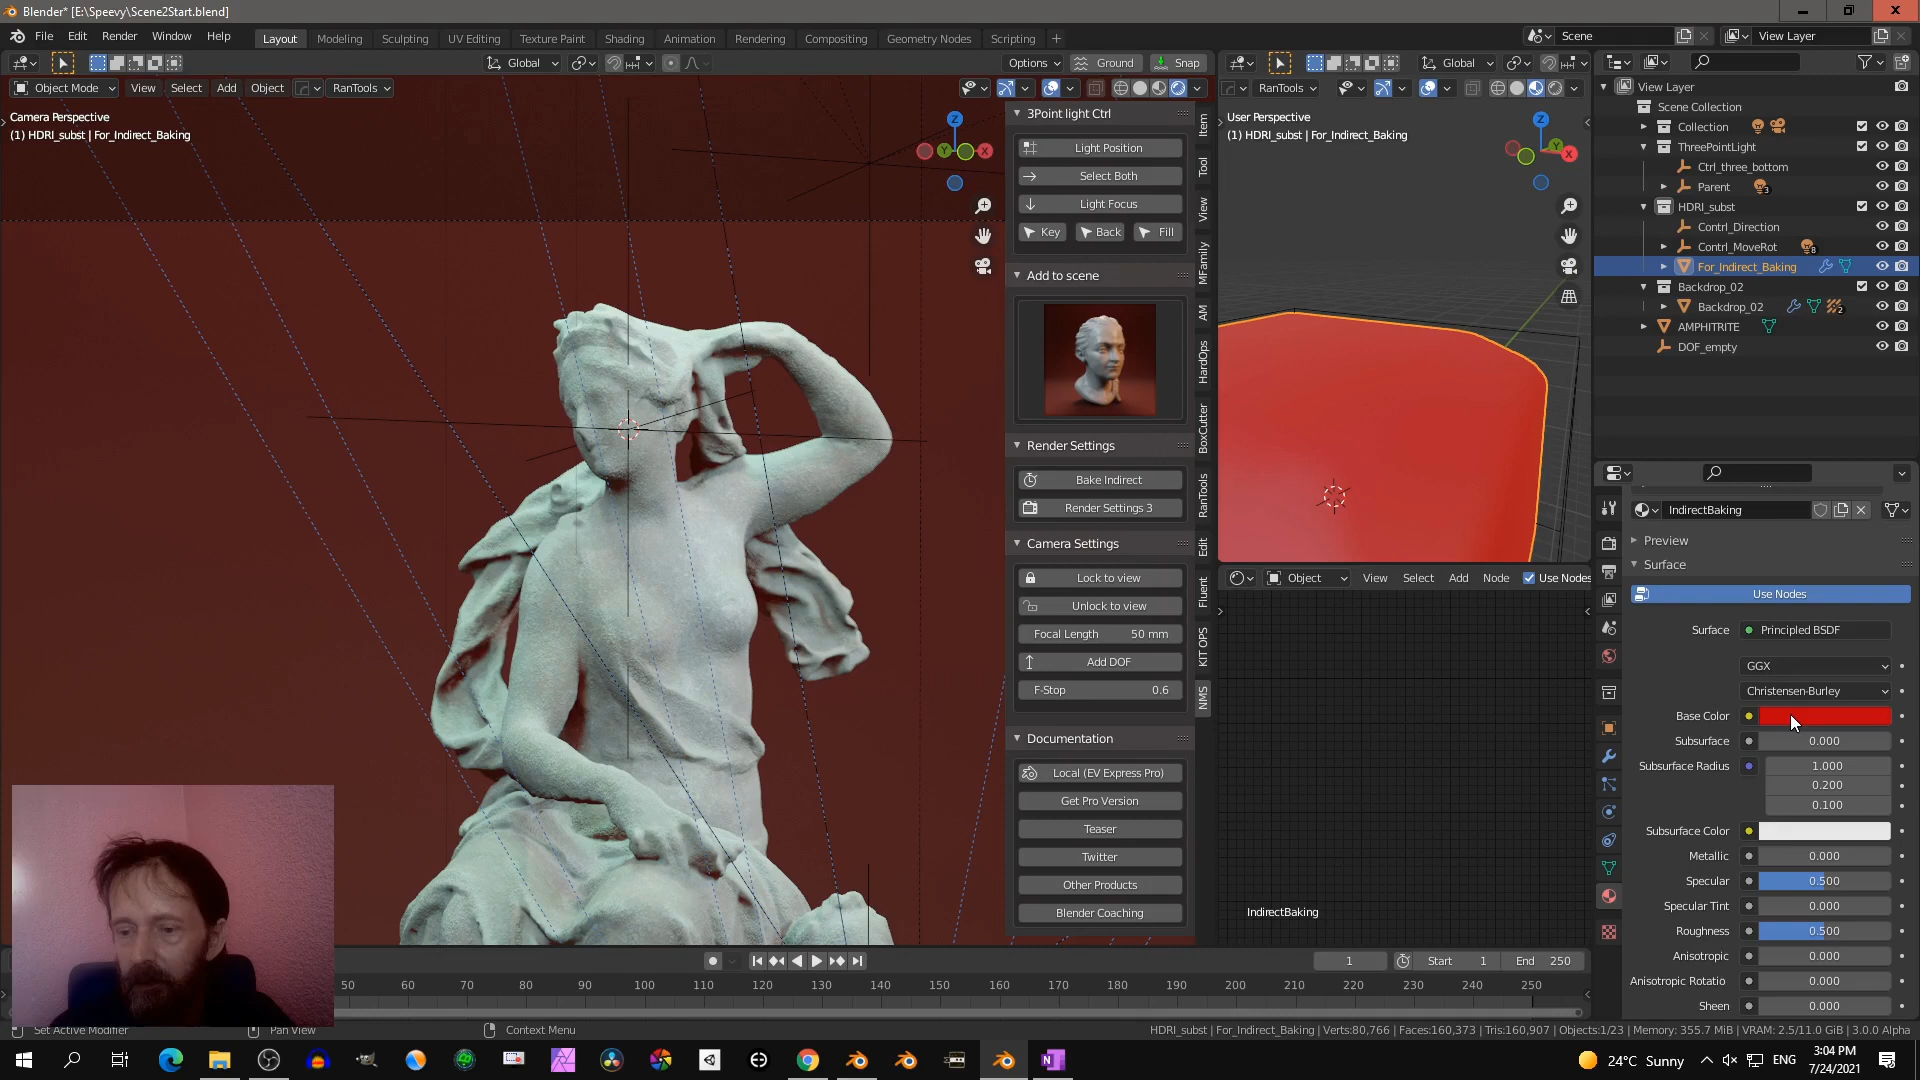 Blender* [E:\Speevy\Scene2Start.blend]
File Edit Render Window Help Layout Modeling Sculpting UV Editing Texture Paint Shading Animation Rendering Compositing Geometry Nodes Scripting + Scene View Layer
Global Options Ground Snap Global
Object Mode View Select Add Object RanTools RanTools
Camera Perspective
(1) HDRI_subst | For_Indirect_Baking
Z
Y
X
3Point light Ctrl
Light Position
Select Both
Light Focus
Key Back Fill
Add to scene
Render Settings
Bake Indirect
Render Settings 3
Camera Settings
Lock to view
Unlock to view
Focal Length 50 mm
Add DOF
F-Stop 0.6
Documentation
Local (EV Express Pro)
Get Pro Version
Teaser
Twitter
Other Products
Blender Coaching
Item
Tool
View
MFamily
AM
HardOps
BoxCutter
RanTools
Edit
Fluent
KIT OPS
NMS
User Perspective
(1) HDRI_subst | For_Indirect_Baking
Z
Y
X
Object View Select Add Node Use Nodes
IndirectBaking
View Layer
Scene Collection
Collection
ThreePointLight
Ctrl_three_bottom
Parent 3
HDRI_subst
Contrl_Direction
Contrl_MoveRot 8
For_Indirect_Baking
Backdrop_02
Backdrop_02 2
AMPHITRITE
DOF_empty
IndirectBaking
Preview
Surface
Use Nodes
Surface Principled BSDF
GGX
Christensen-Burley
Base Color
Subsurface 0.000
Subsurface Radius 1.000
0.200
0.100
Subsurface Color
Metallic 0.000
Specular 0.500
Specular Tint 0.000
Roughness 0.500
Anisotropic 0.000
Anisotropic Rotatio 0.000
Sheen 0.000
1 Start 1 End 250
50 60 70 80 90 100 110 120 130 140 150 160 170 180 190 200 210 220 230 240 250
Set Active Modifier Pan View Context Menu HDRI_subst | For_Indirect_Baking | Verts:80,766 | Faces:160,373 | Tris:160,907 | Objects:1/23 | Memory: 355.7 MiB | VRAM: 2.5/11.0 GiB | 3.0.0 Alpha
24°C Sunny ENG 3:04 PM
7/24/2021